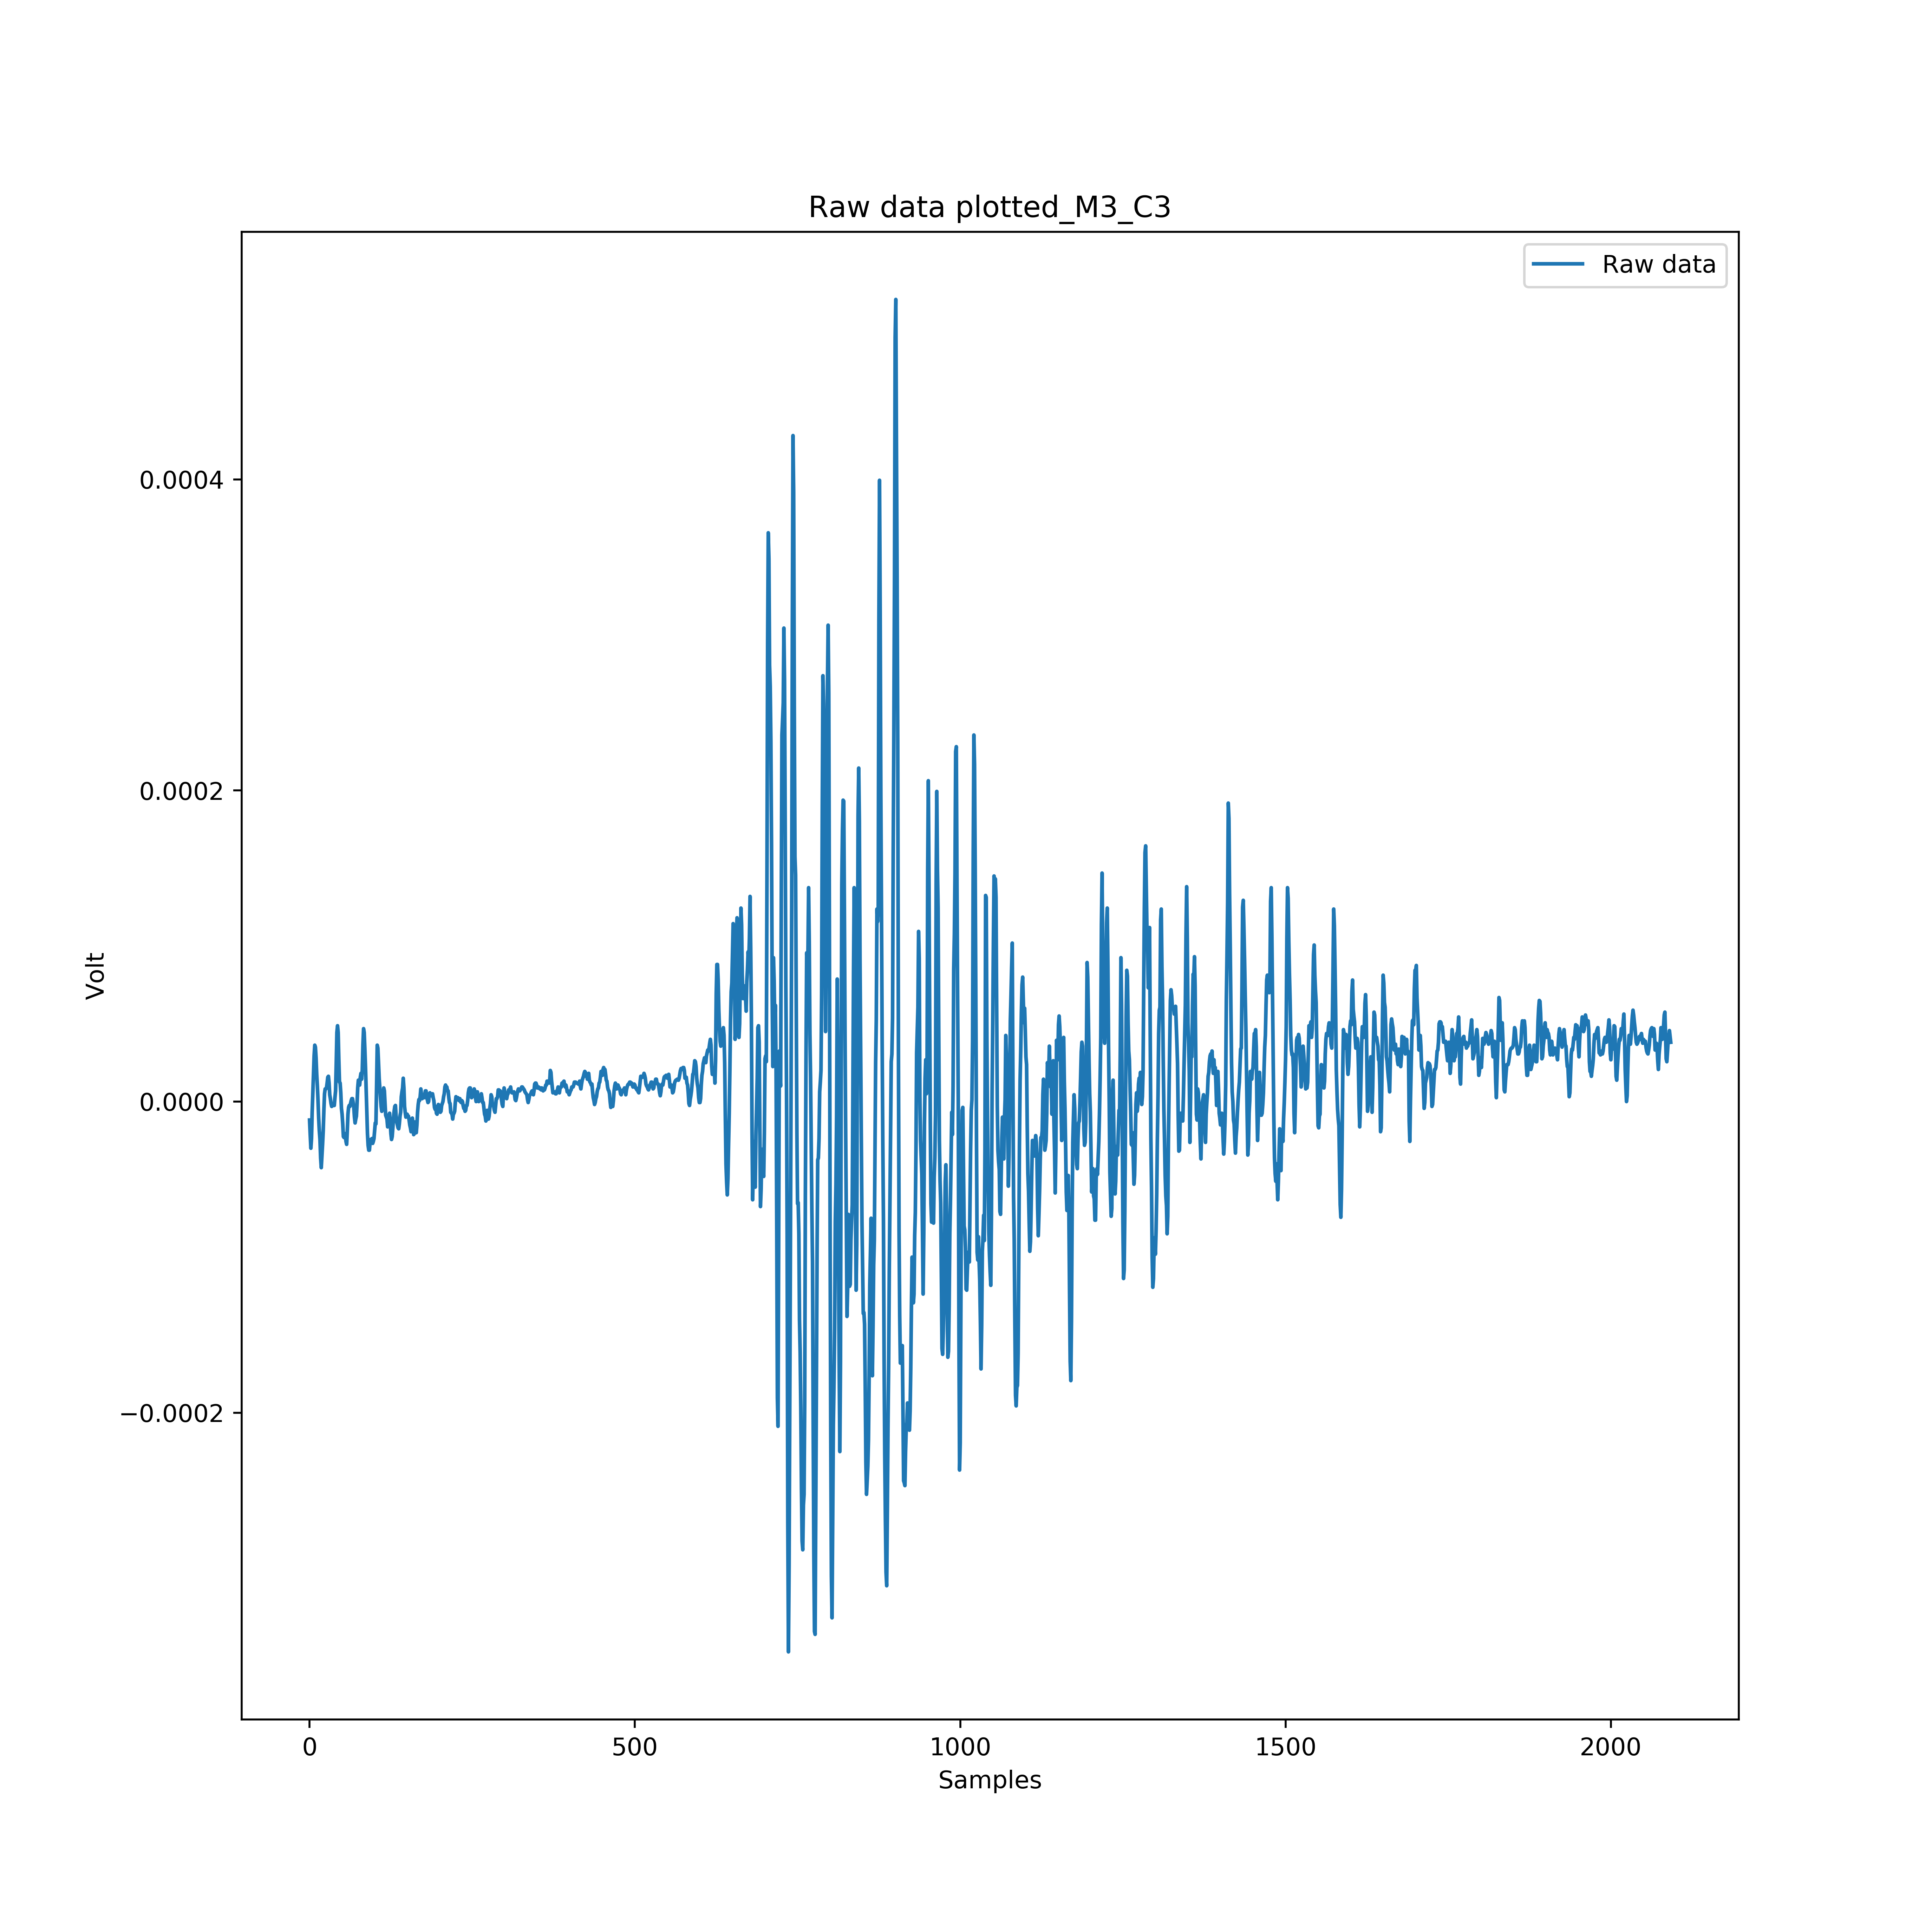 Raw data plotted_M3_C3
Raw data
0.0004
0.0002
0.0000
−0.0002
Volt
0 500 1000 1500 2000
Samples